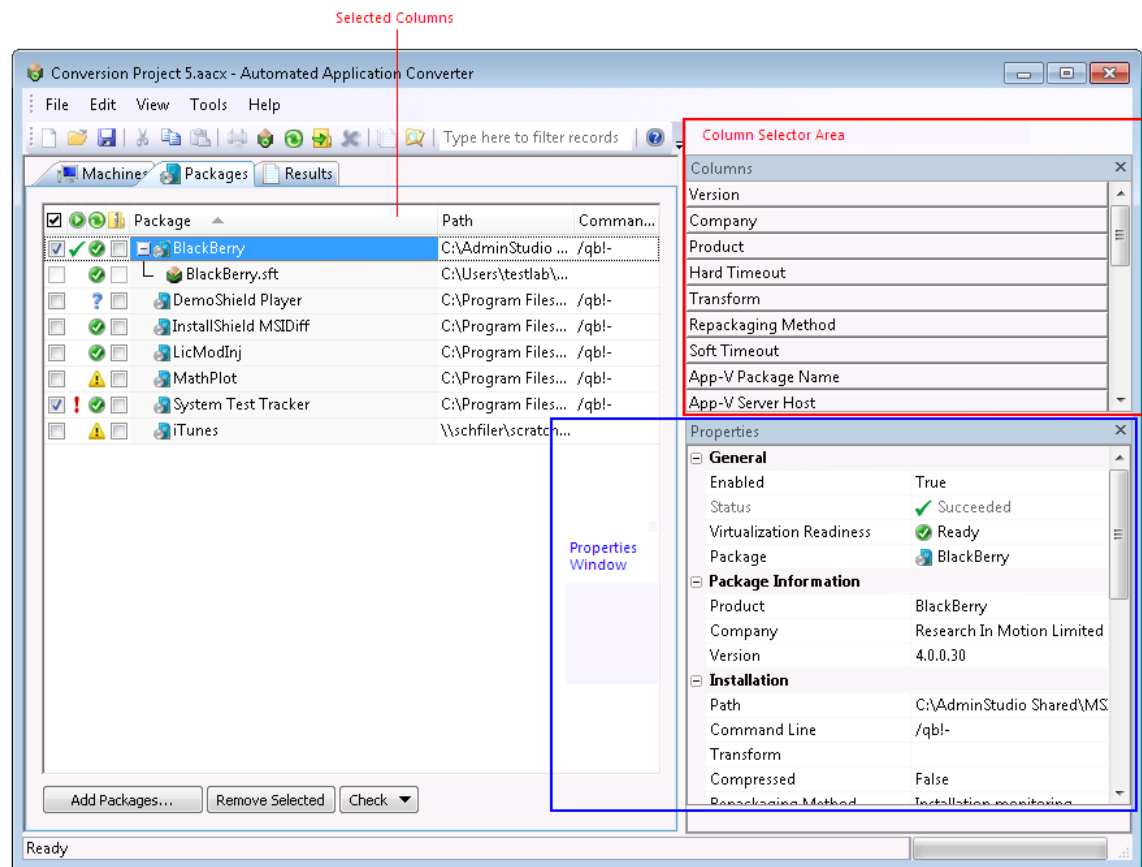 Selected Columns
Conversion Project 5.aacx - Automated Application Converter
File Edit View Tools Help
Type here to filter records
Column Selector Area
Machines Packages Results
Columns
Version
Company
Product
Hard Timeout
Transform
Repackaging Method
Soft Timeout
App-V Package Name
App-V Server Host
Package Path Comman...
BlackBerry C:\AdminStudio ... /qb!-
BlackBerry.sft C:\Users\testlab\...
DemoShield Player C:\Program Files... /qb!-
InstallShield MSIDiff C:\Program Files... /qb!-
LicModInj C:\Program Files... /qb!-
MathPlot C:\Program Files... /qb!-
System Test Tracker C:\Program Files... /qb!-
iTunes \\schfiler\scratch...
Properties Window
Properties
General
Enabled True
Status Succeeded
Virtualization Readiness Ready
Package BlackBerry
Package Information
Product BlackBerry
Company Research In Motion Limited
Version 4.0.0.30
Installation
Path C:\AdminStudio Shared\MS
Command Line /qb!-
Transform
Compressed False
Repackaging Method Installation monitoring
Add Packages... Remove Selected Check
Ready